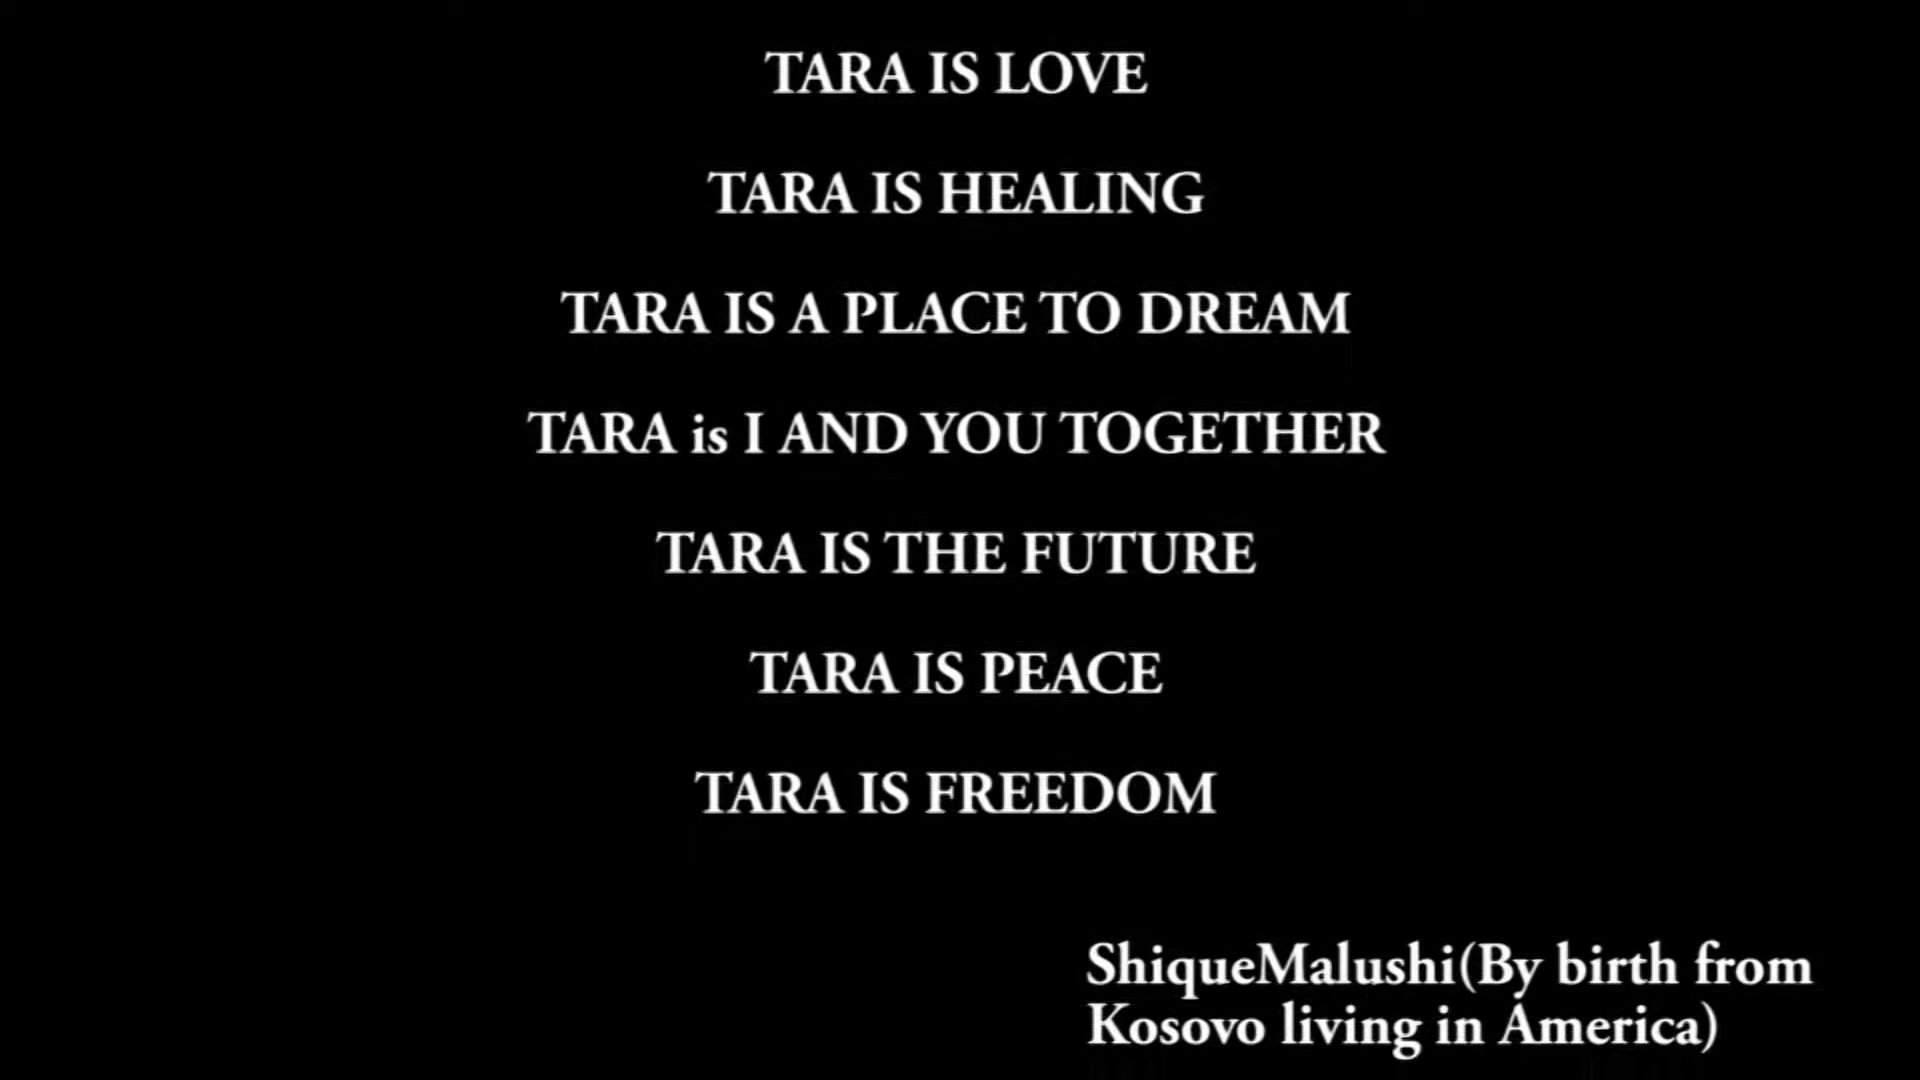 TARA IS LOVE
TARA IS HEALING
TARA IS A PLACE TO DREAM
TARA is I AND YOU TOGETHER
TARA IS THE FUTURE
TARA IS PEACE
TARA IS FREEDOM
ShiqueMalushi(By birth from
Kosovo living in America)